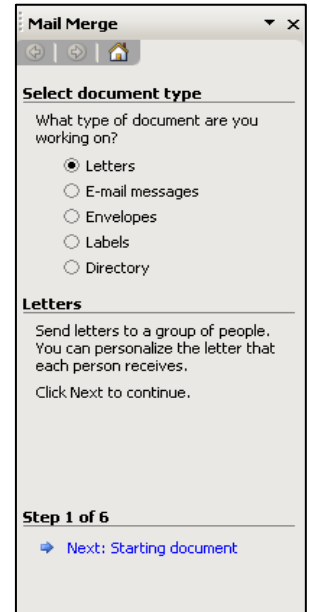 Mail Merge
Select document type
What type of document are you
working on?
Letters
E-mail messages
Envelopes
Labels
Directory
Letters
Send letters to a group of people.
You can personalize the letter that
each person receives.
Click Next to continue.
Step 1 of 6
Next: Starting document